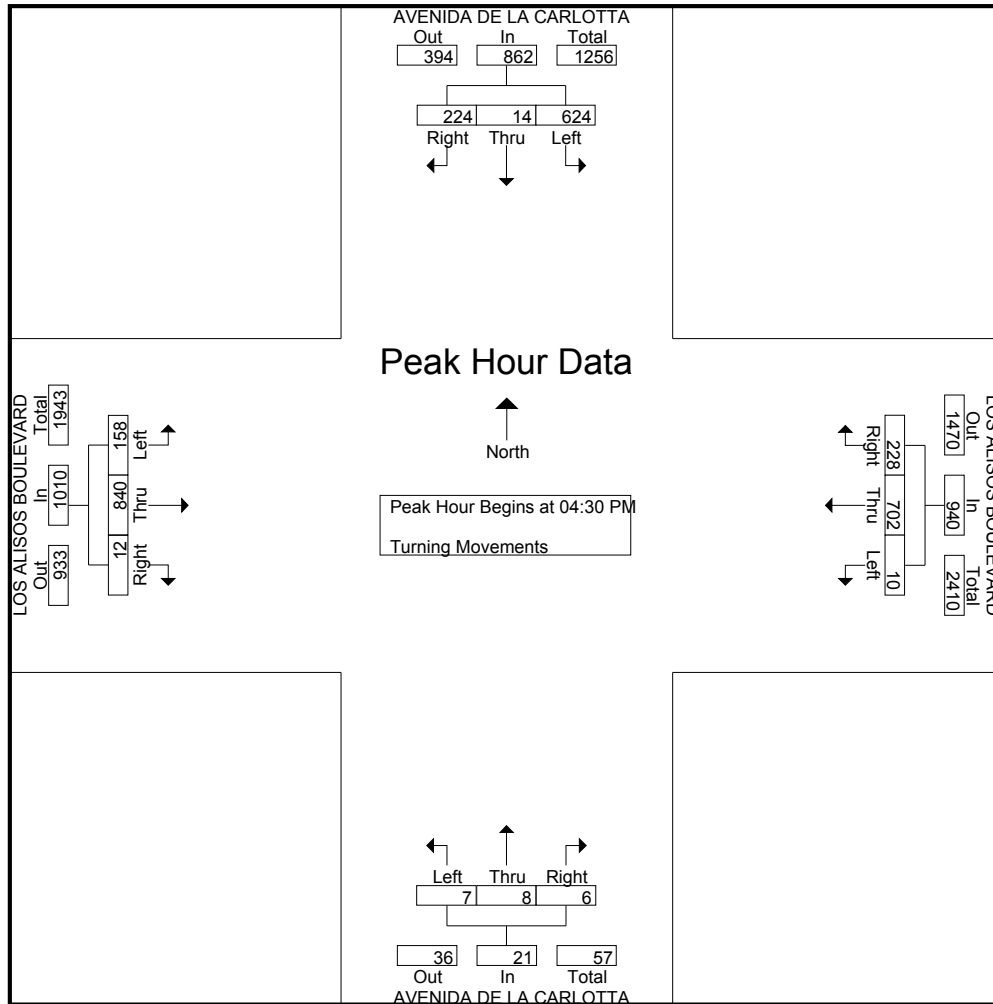 AVENIDA DE LA CARLOTTA
Out In Total
394 862 1256
224 14 624
Right Thru Left
Peak Hour Data
North
Peak Hour Begins at 04:30 PM
Turning Movements
LOS ALISOS BOULEVARD
Out In Total
933 1010 1943
12 840 158
Right Thru Left
LOS ALISOS BOULEVARD
Out In Total
1470 940 2410
228 702 10
Right Thru Left
Left Thru Right
7 8 6
36 21 57
Out In Total
AVENIDA DE LA CARLOTTA